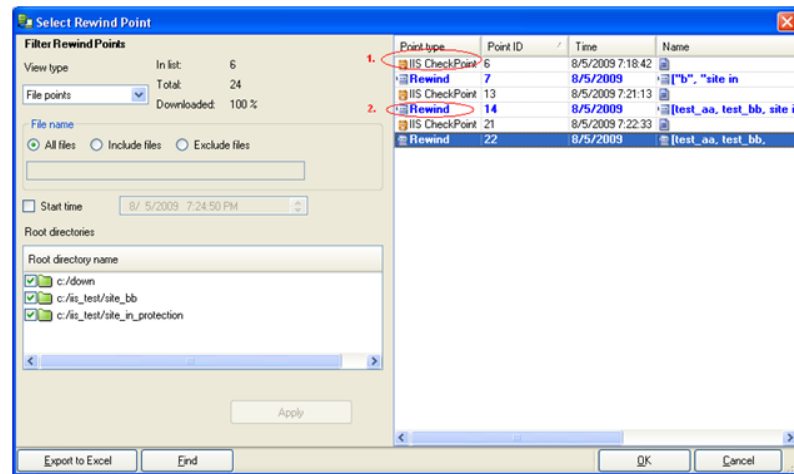 Select Rewind Point
Filter Rewind Points
View type
In list: 6
Total: 24
File points
Downloaded: 100 %
File name
All files Include files Exclude files
Start time 8/ 5/2009 7:24:50 PM
Root directories
Root directory name
c:/down
c:/iis_test/site_bb
c:/iis_test/site_in_protection
Apply
Export to Excel Find
Point type Point ID Time Name
1. IIS CheckPoint 6 8/5/2009 7:18:42
Rewind 7 8/5/2009 ["b", "site in
IIS CheckPoint 13 8/5/2009 7:21:13
2. Rewind 14 8/5/2009 [test_aa, test_bb, site i
IIS CheckPoint 21 8/5/2009 7:22:33
Rewind 22 8/5/2009 [test_aa, test_bb,
OK Cancel